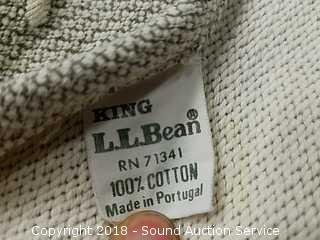 KING
L.L.Bean®
RN 71341
100% COTTON
Made in Portugal
Copyright 2018 - Sound Auction Service